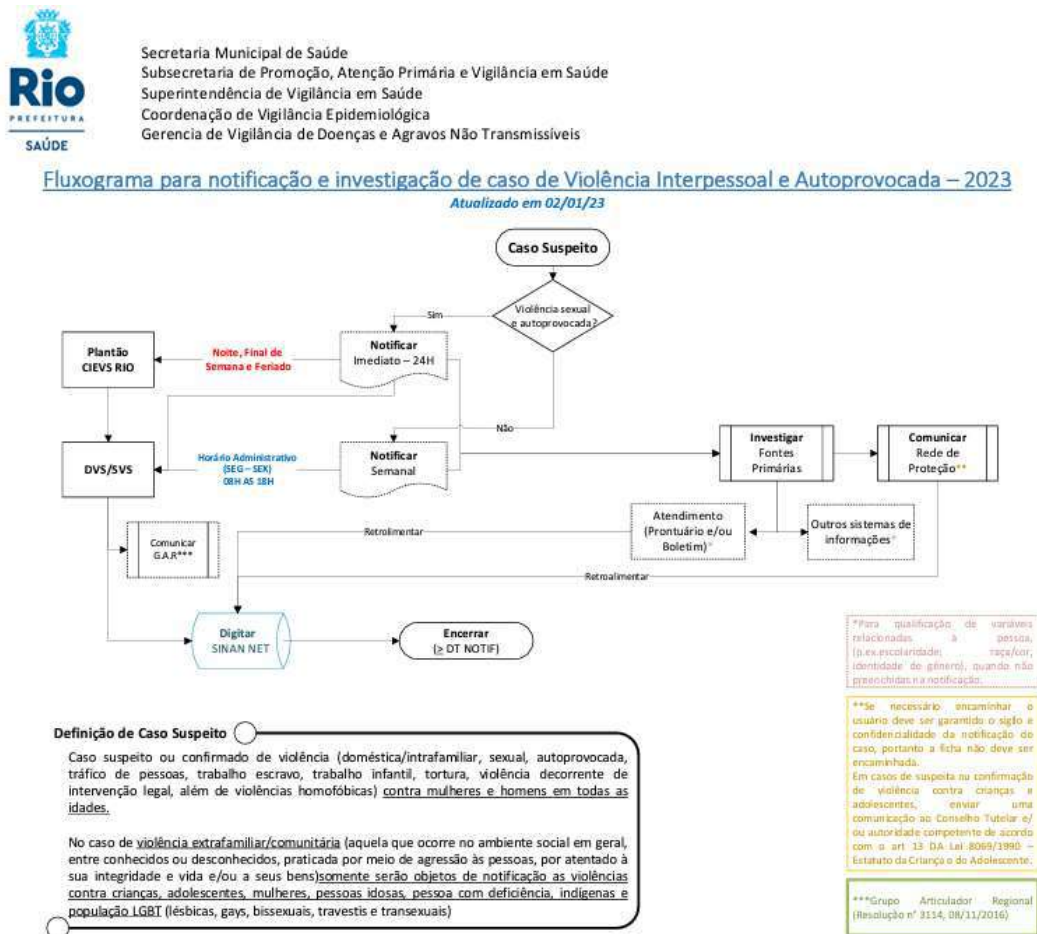 Rio
PREFEITURA
SAÚDE
Secretaria Municipal de Saúde
Subsecretaria de Promoção, Atenção Primária e Vigilância em Saúde
Superintendência de Vigilância em Saúde
Coordenação de Vigilância Epidemiológica
Gerencia de Vigilância de Doenças e Agravos Não Transmissíveis
Fluxograma para notificação e investigação de caso de Violência Interpessoal e Autoprovocada – 2023
Atualizado em 02/01/23
Caso Suspeito
Violência sexual
e autoprovocada?
Sim
Notificar
Imediato – 24H
Noite, Final de
Semana e Feriado
Plantão
CIEVS RIO
Não
Notificar
Semanal
Horário Administrativo
(SEG – SEX)
08H AS 18H
DVS/SVS
Investigar
Fontes
Primárias
Comunicar
Rede de
Proteção**
Comunicar
G.A.R***
Retrolimentar
Atendimento
(Prontuário e/ou
Boletim)*
Outros sistemas de
informações*
Retroalimentar
Digitar
SINAN NET
Encerrar
(≥ DT NOTIF)
*Para qualificação de variáveis
relacionadas à pessoa,
(p.ex.escolaridade; raça/cor,
identidade de gênero), quando não
preenchidas na notificação.
**Se necessário encaminhar o
usuário deve ser garantido o sigilo e
confidencialidade da notificação do
caso, portanto a ficha não deve ser
encaminhada.
Em casos de suspeita ou confirmação
de violência contra crianças e
adolescentes, enviar uma
comunicação ao Conselho Tutelar e/
ou autoridade competente de acordo
com o art 13 DA Lei 8069/1990 –
Estatuto da Criança e do Adolescente.
***Grupo Articulador Regional
(Resolução n° 3114, 08/11/2016)
Definição de Caso Suspeito
Caso suspeito ou confirmado de violência (doméstica/intrafamiliar, sexual, autoprovocada,
tráfico de pessoas, trabalho escravo, trabalho infantil, tortura, violência decorrente de
intervenção legal, além de violências homofóbicas) contra mulheres e homens em todas as
idades.
No caso de violência extrafamiliar/comunitária (aquela que ocorre no ambiente social em geral,
entre conhecidos ou desconhecidos, praticada por meio de agressão às pessoas, por atentado à
sua integridade e vida e/ou a seus bens)somente serão objetos de notificação as violências
contra crianças, adolescentes, mulheres, pessoas idosas, pessoa com deficiência, indígenas e
população LGBT (lésbicas, gays, bissexuais, travestis e transexuais)